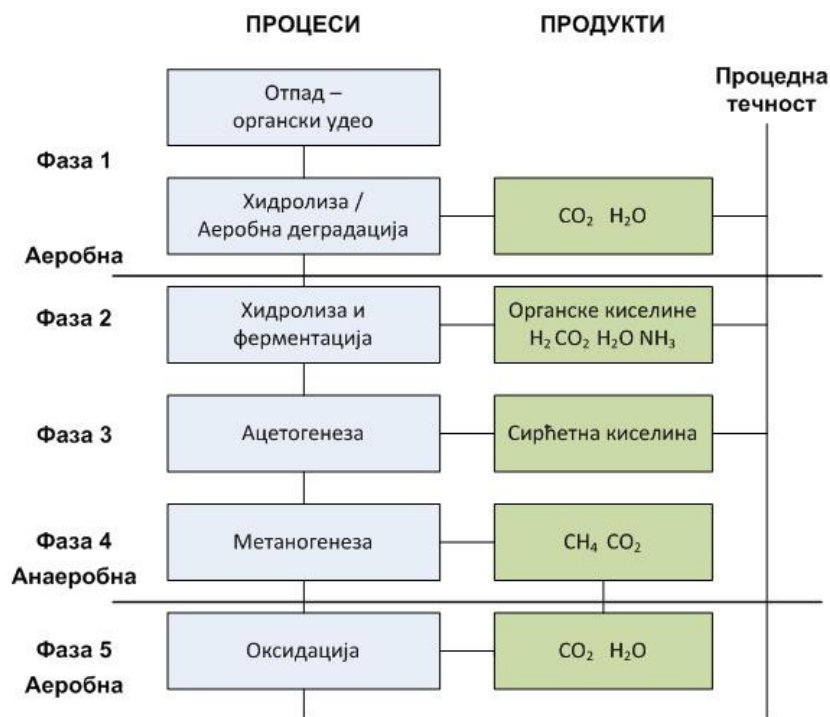 ПРОЦЕСИ
ПРОДУКТИ
Процедна
течност
Отпад –
органски удео
Фаза 1
Хидролиза /
Аеробна деградација
CO₂ H₂O
Аеробна
Фаза 2
Хидролиза и
ферментација
Органске киселине
H₂ CO₂ H₂O NH₃
Фаза 3
Ацетогенеза
Сирћетна киселина
Фаза 4
Анаеробна
Метаногенеза
CH₄ CO₂
Фаза 5
Аеробна
Оксидација
CO₂ H₂O